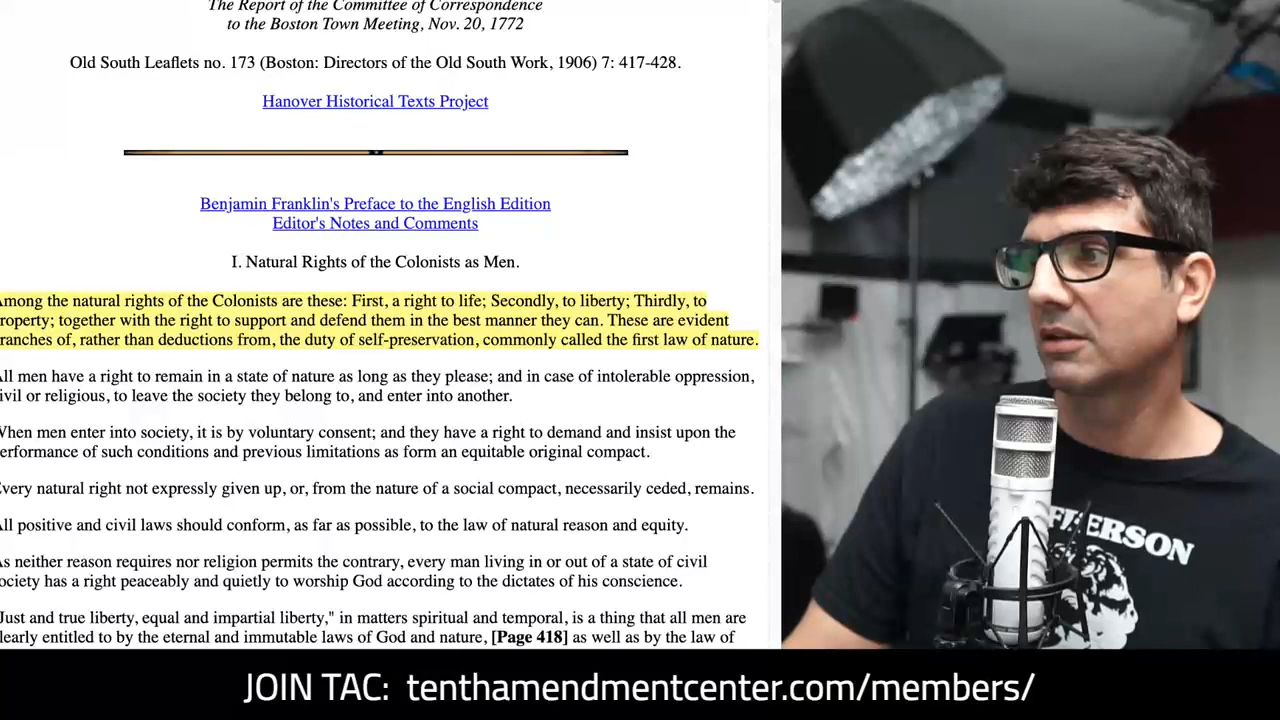 The Report of the Committee of Correspondence
to the Boston Town Meeting, Nov. 20, 1772
Old South Leaflets no. 173 (Boston: Directors of the Old South Work, 1906) 7: 417-428.
Hanover Historical Texts Project
Benjamin Franklin's Preface to the English Edition
Editor's Notes and Comments
I. Natural Rights of the Colonists as Men.
mong the natural rights of the Colonists are these: First, a right to life; Secondly, to liberty; Thirdly, to
roperty; together with the right to support and defend them in the best manner they can. These are evident
ranches of, rather than deductions from, the duty of self-preservation, commonly called the first law of nature.
ll men have a right to remain in a state of nature as long as they please; and in case of intolerable oppression,
ivil or religious, to leave the society they belong to, and enter into another.
When men enter into society, it is by voluntary consent; and they have a right to demand and insist upon the
erformance of such conditions and previous limitations as form an equitable original compact.
very natural right not expressly given up, or, from the nature of a social compact, necessarily ceded, remains.
ll positive and civil laws should conform, as far as possible, to the law of natural reason and equity.
s neither reason requires nor religion permits the contrary, every man living in or out of a state of civil
ociety has a right peaceably and quietly to worship God according to the dictates of his conscience.
Just and true liberty, equal and impartial liberty," in matters spiritual and temporal, is a thing that all men are
learly entitled to by the eternal and immutable laws of God and nature, [Page 418] as well as by the law of
FERSON
JOIN TAC: tenthamendmentcenter.com/members/